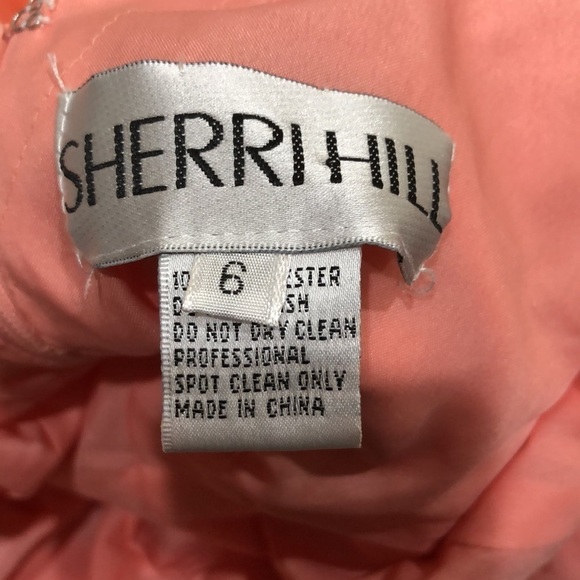 SHERRI HILL
6
DO NOT DRY CLEAN
PROFESSIONAL
SPOT CLEAN ONLY
MADE IN CHINA